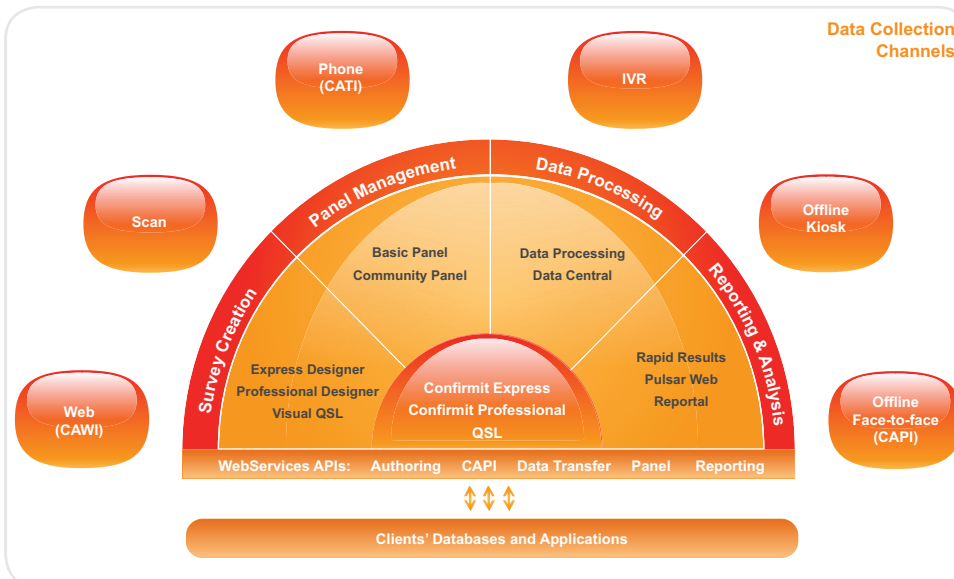 Data Collection
Channels
Phone
(CATI)
IVR
Scan
Offline
Kiosk
Web
(CAWI)
Offline
Face-to-face
(CAPI)
Survey Creation
Panel Management
Data Processing
Reporting & Analysis
Basic Panel
Community Panel
Data Processing
Data Central
Express Designer
Professional Designer
Visual QSL
Rapid Results
Pulsar Web
Reportal
Confirmit Express
Confirmit Professional
QSL
WebServices APIs: Authoring CAPI Data Transfer Panel Reporting
Clients' Databases and Applications